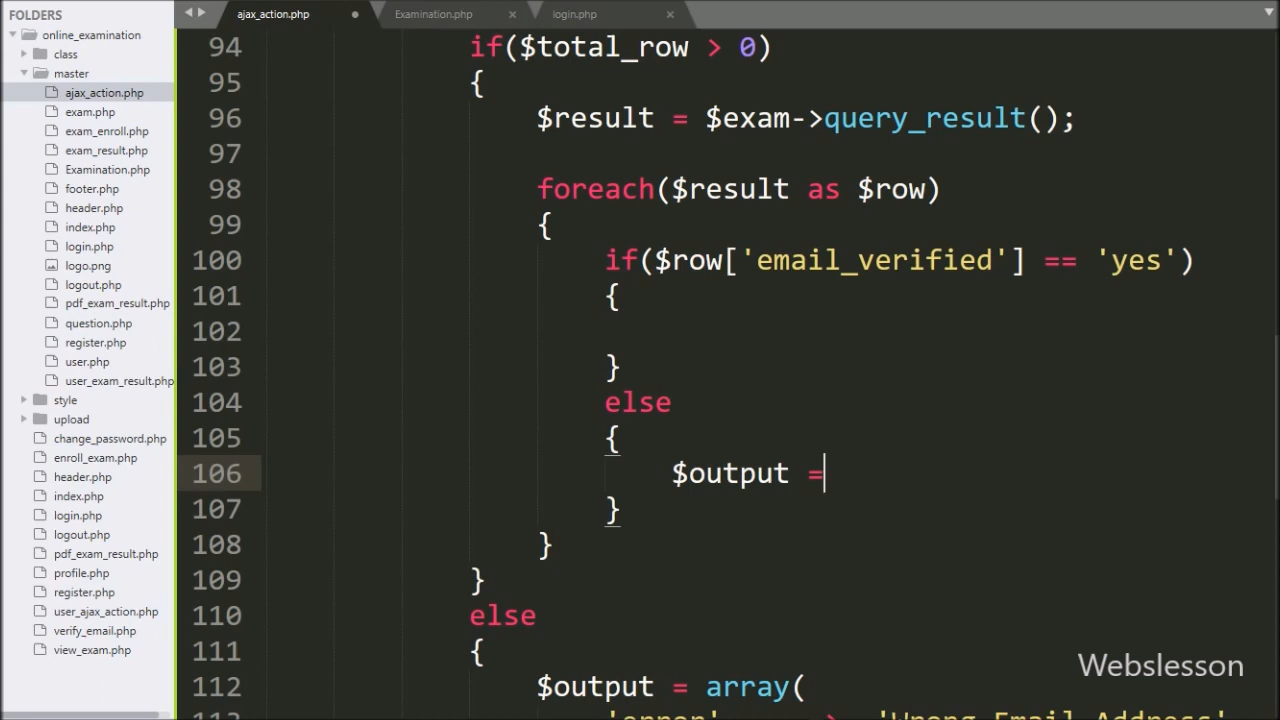 FOLDERS
online_examination
class
master
ajax_action.php
exam.php
exam_enroll.php
exam_result.php
Examination.php
footer.php
header.php
index.php
login.php
logo.png
logout.php
pdf_exam_result.php
question.php
register.php
user.php
user_exam_result.php
style
upload
change_password.php
enroll_exam.php
header.php
index.php
login.php
logout.php
pdf_exam_result.php
profile.php
register.php
user_ajax_action.php
verify_email.php
view_exam.php
ajax_action.php Examination.php login.php
94 if($total_row > 0)
95 {
96 $result = $exam->query_result();
97
98 foreach($result as $row)
99 {
100 if($row['email_verified'] == 'yes')
101 {
102
103 }
104 else
105 {
106 $output =
107 }
108 }
109 }
110 else
111 {
112 $output = array(
113 'error' => 'Wrong Email Address'
Webslesson